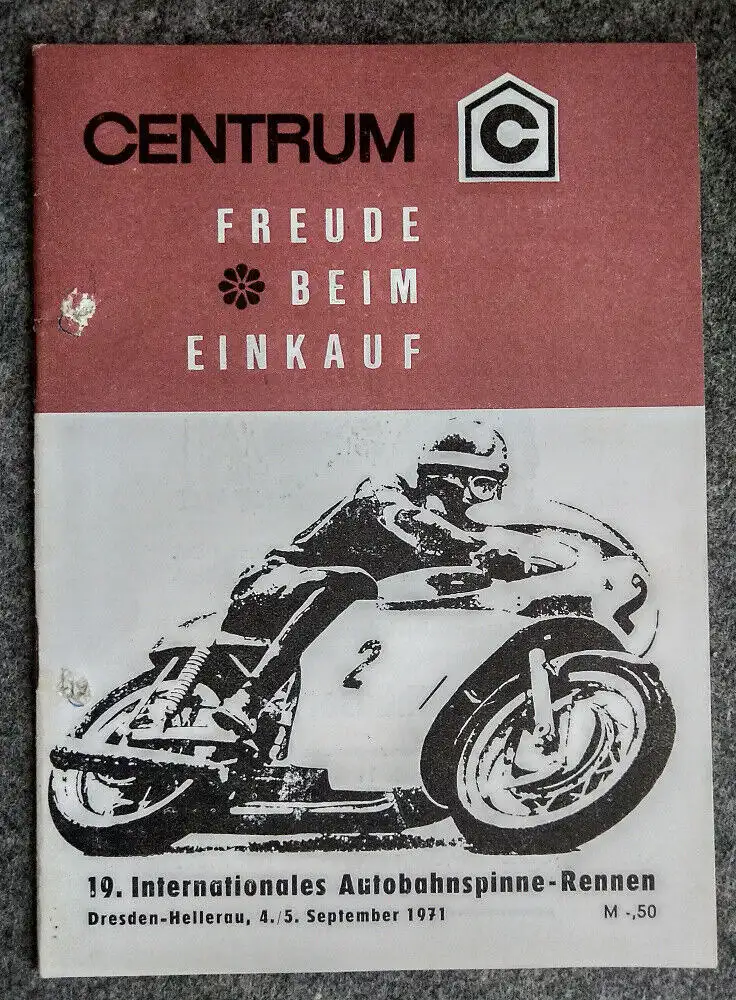 CENTRUM C
FREUDE
BEIM
EINKAUF
2
2
19. Internationales Autobahnspinne-Rennen
Dresden-Hellerau, 4./5. September 1971 M -,50